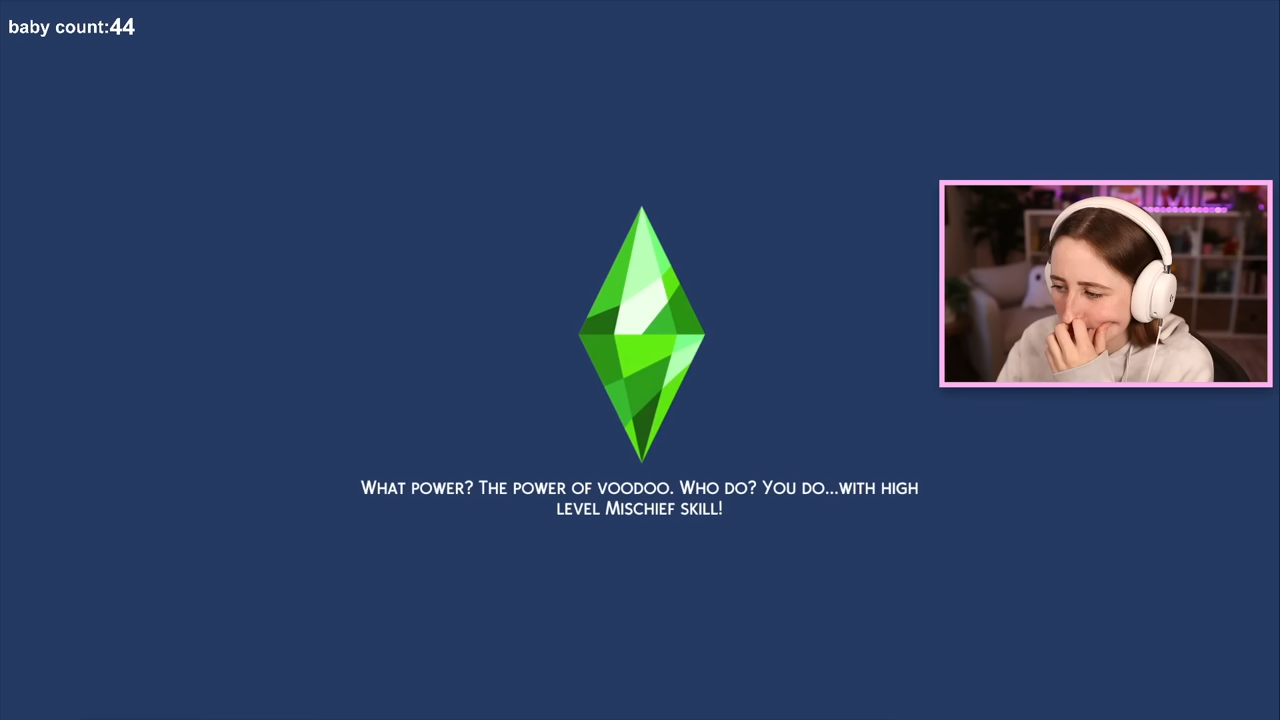 baby count:44
What power? The power of voodoo. Who do? You do...with high
level Mischief skill!